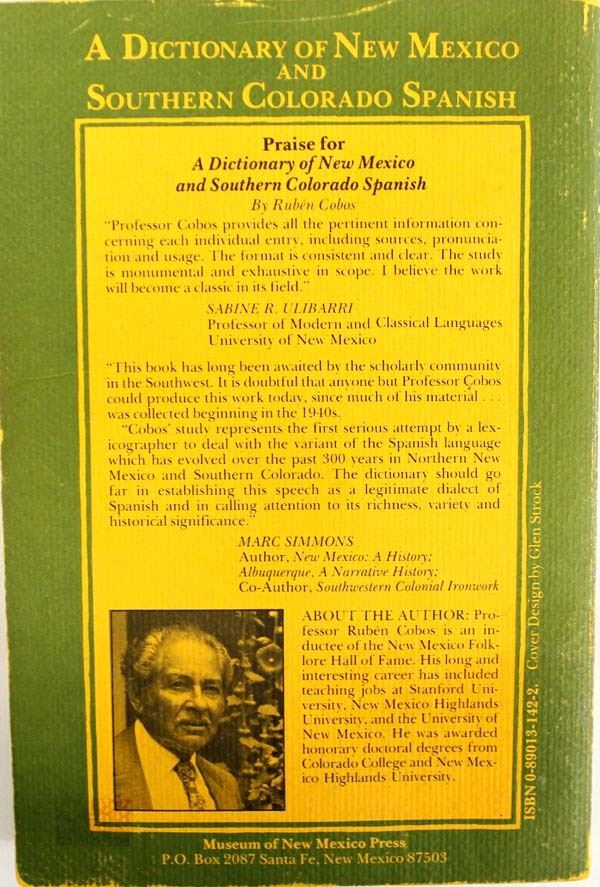 A DICTIONARY OF NEW MEXICO
AND
SOUTHERN COLORADO SPANISH
Praise for
A Dictionary of New Mexico
and Southern Colorado Spanish
By Rubén Cobos
“Professor Cobos provides all the pertinent information con-
cerning each individual entry, including sources, pronuncia-
tion and usage. The format is consistent and clear. The study
is monumental and exhaustive in scope. I believe the work
will become a classic in its field.”
SABINE R. ULIBARRI
Professor of Modern and Classical Languages
University of New Mexico
“This book has long been awaited by the scholarly community
in the Southwest. It is doubtful that anyone but Professor Cobos
could produce this work today, since much of his material . . .
was collected beginning in the 1940s.
“Cobos’ study represents the first serious attempt by a lex-
icographer to deal with the variant of the Spanish language
which has evolved over the past 300 years in Northern New
Mexico and Southern Colorado. The dictionary should go
far in establishing this speech as a legitimate dialect of
Spanish and in calling attention to its richness, variety and
historical significance.”
MARC SIMMONS
Author, New Mexico: A History;
Albuquerque, A Narrative History;
Co-Author, Southwestern Colonial Ironwork
ABOUT THE AUTHOR: Pro-
fessor Rubén Cobos is an in-
ductee of the New Mexico Folk-
lore Hall of Fame. His long and
interesting career has included
teaching jobs at Stanford Uni-
versity, New Mexico Highlands
University, and the University of
New Mexico. He was awarded
honorary doctoral degrees from
Colorado College and New Mex-
ico Highlands University.
ISBN 0-89013-142-2. Cover Design by Glen Strock
Museum of New Mexico Press
P.O. Box 2087 Santa Fe, New Mexico 87503